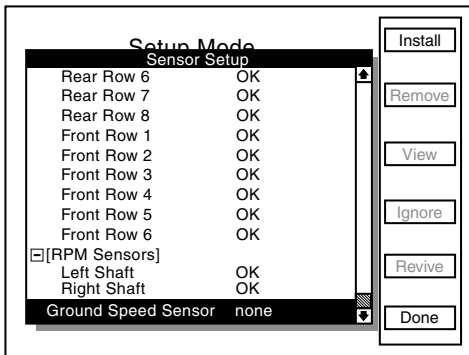 Setup Mode
Sensor Setup
Rear Row 6 OK
Rear Row 7 OK
Rear Row 8 OK
Front Row 1 OK
Front Row 2 OK
Front Row 3 OK
Front Row 4 OK
Front Row 5 OK
Front Row 6 OK
[RPM Sensors]
Left Shaft OK
Right Shaft OK
Ground Speed Sensor none
Install
Remove
View
Ignore
Revive
Done